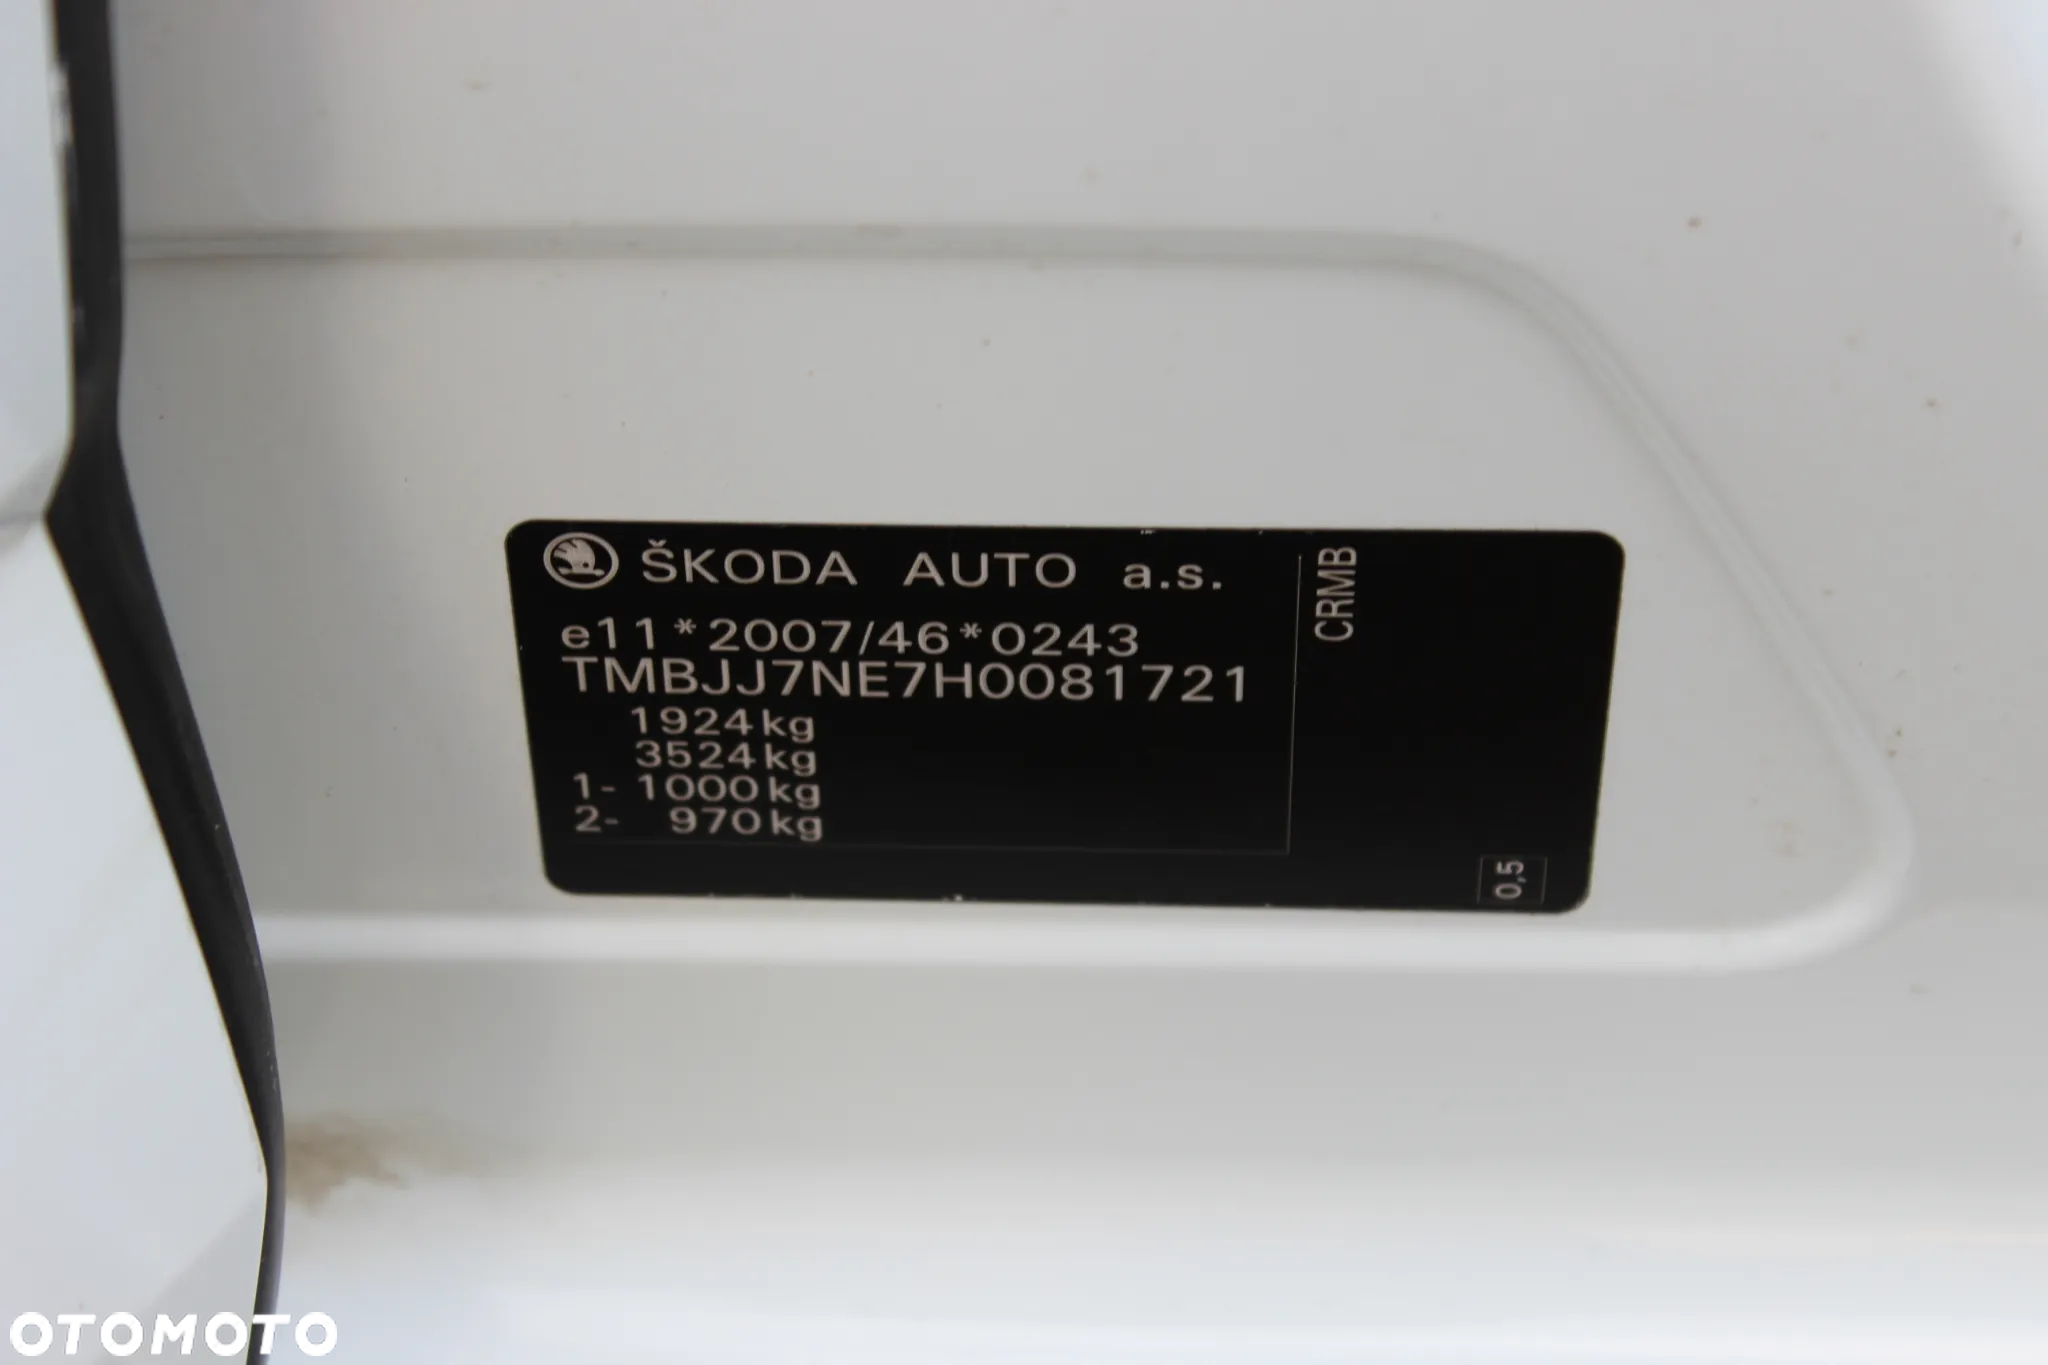 ŠKODA AUTO a.s.
e11*2007/46*0243
TMBJJ7NE7H0081721
1924kg
3524kg
1- 1000kg
2- 970kg
CRMB
0,5
OTOMOTO